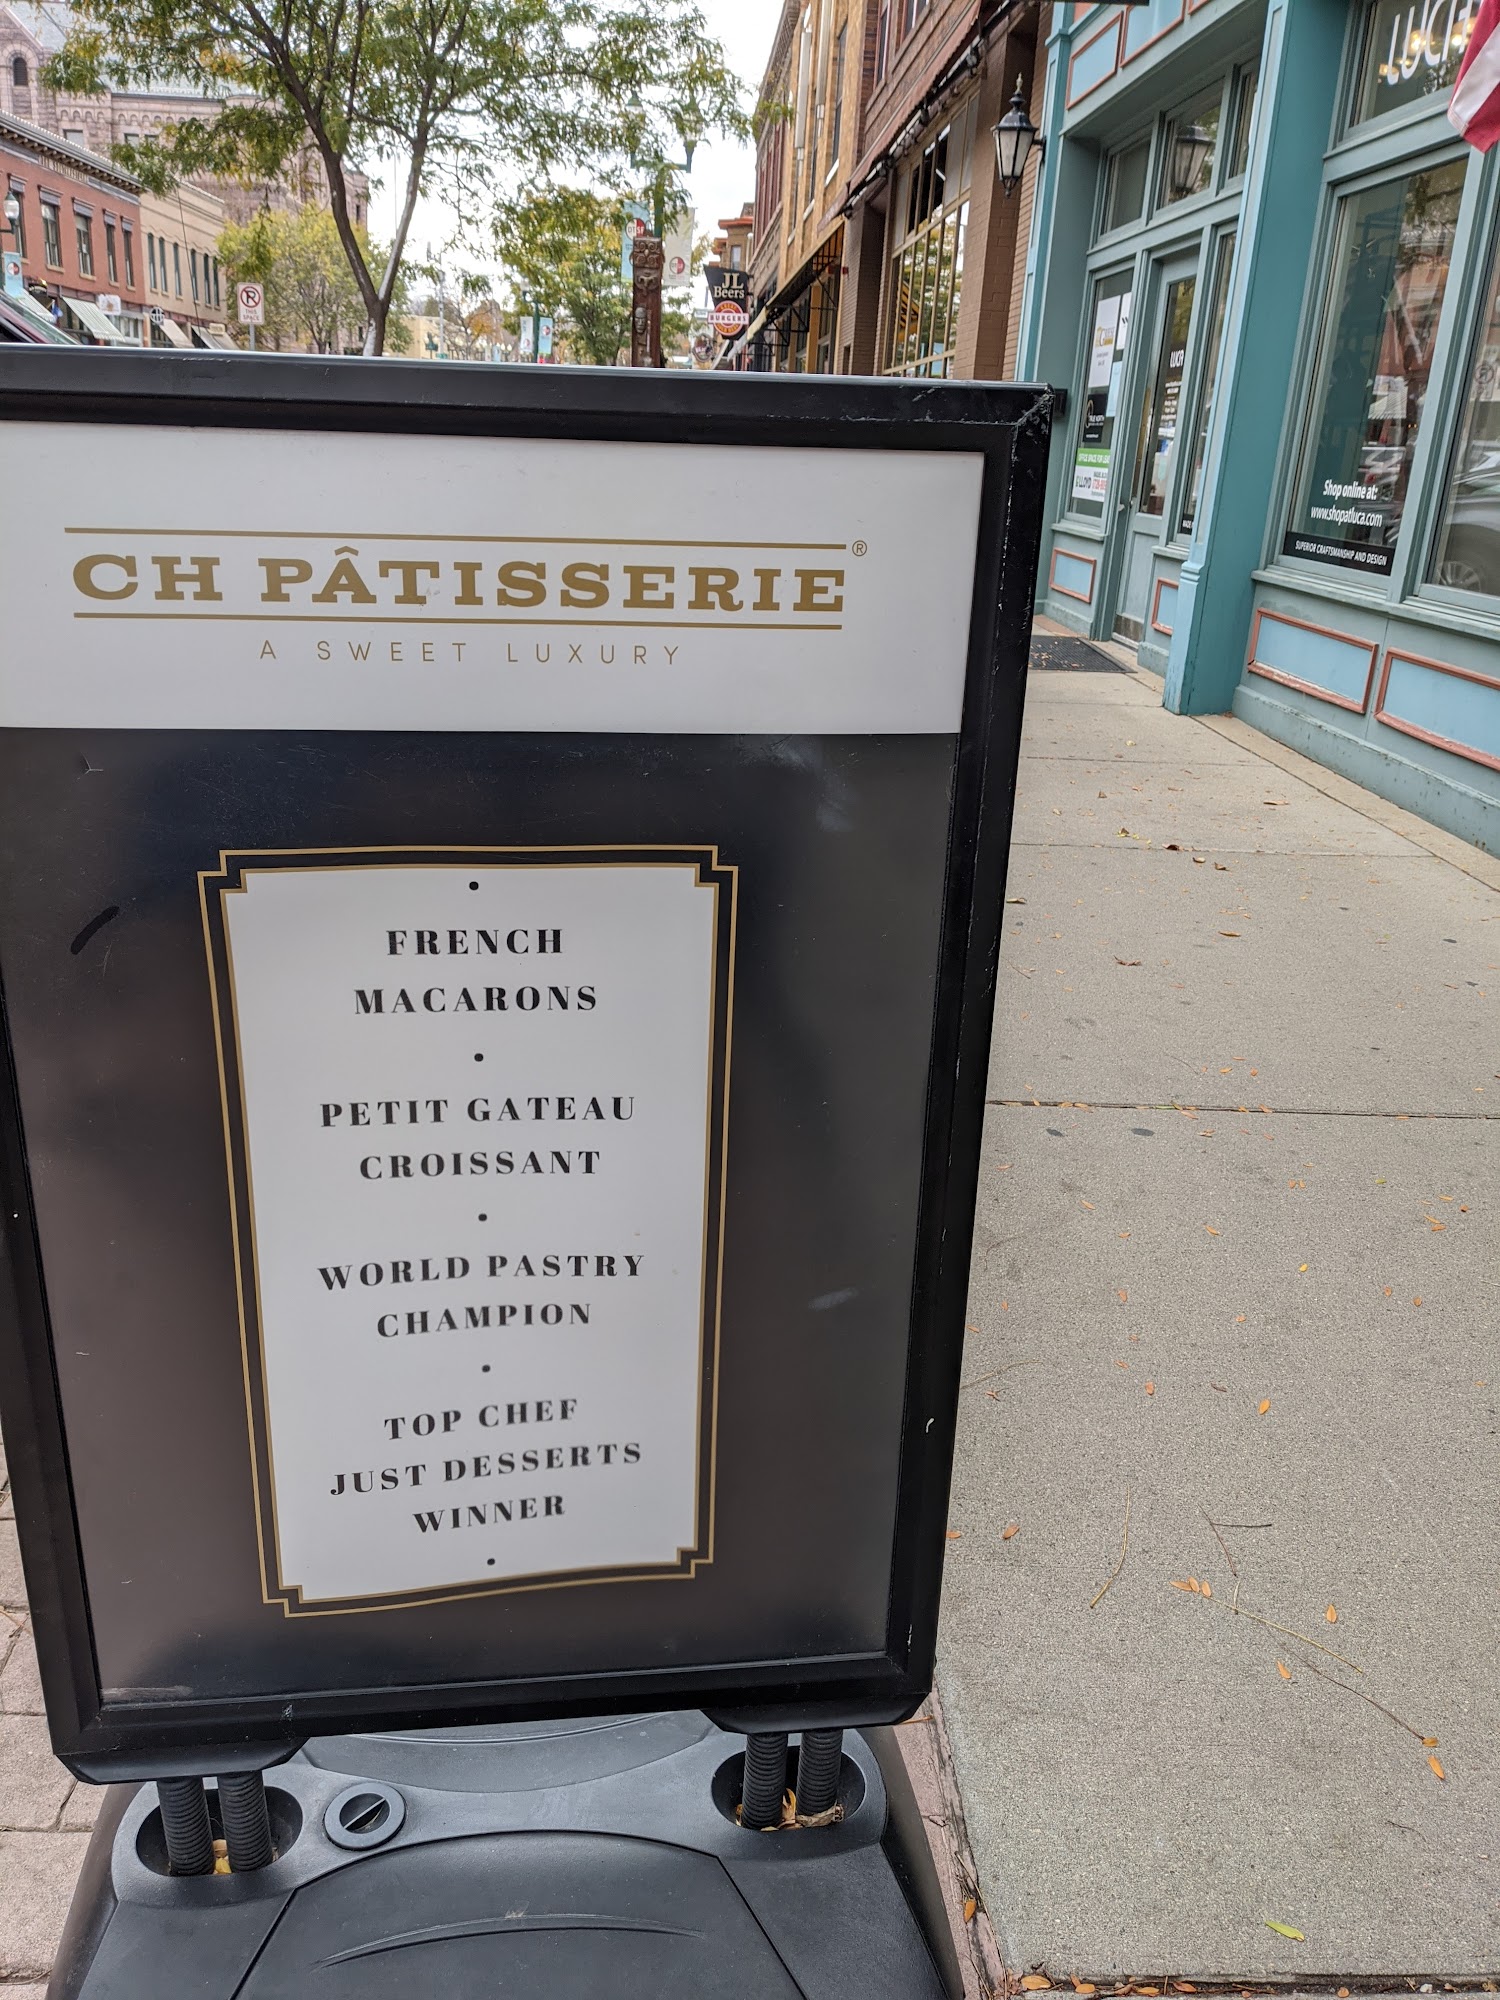 CH PÂTISSERIE®
A SWEET LUXURY
FRENCH
MACARONS
PETIT GATEAU
CROISSANT
WORLD PASTRY
CHAMPION
TOP CHEF
JUST DESSERTS
WINNER
JL
Beers
BURGERS
Shop online at:
www.shopatluca.com
SUPERIOR CRAFTSMANSHIP AND DESIGN
LLOYD